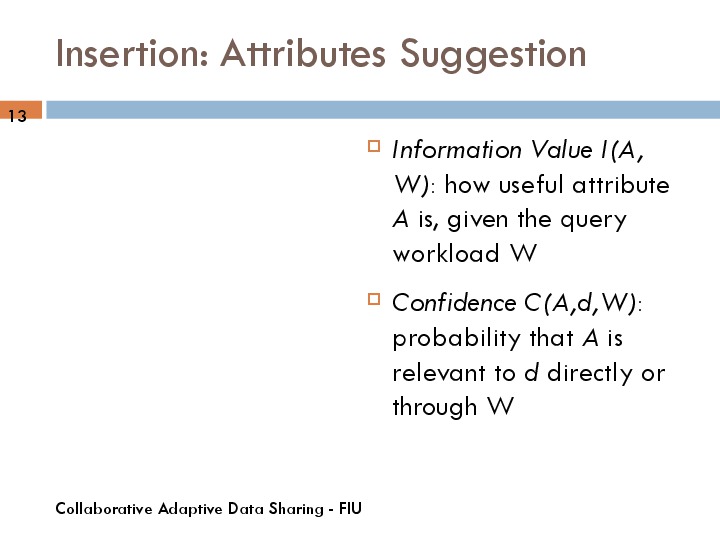 Insertion: Attributes Suggestion
13
Information Value I(A,
W): how useful attribute
A is, given the query
workload W
Confidence C(A,d,W):
probability that A is
relevant to d directly or
through W
Collaborative Adaptive Data Sharing - FIU